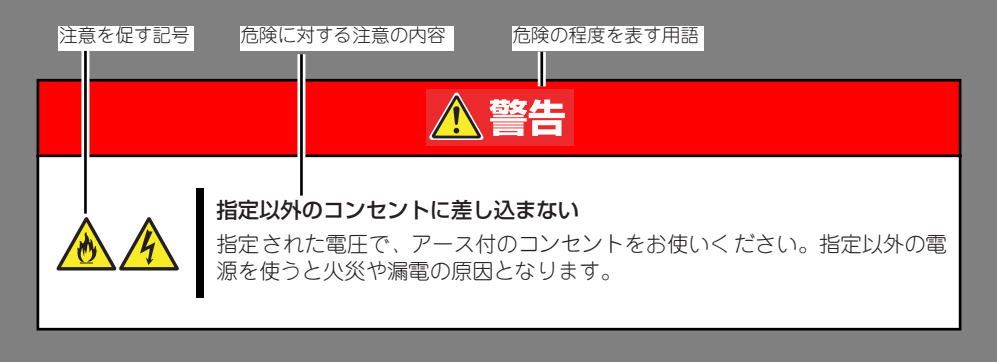 注意を促す記号
危険に対する注意の内容
危険の程度を表す用語
警告
指定以外のコンセントに差し込まない
指定された電圧で、アース付のコンセントをお使いください。指定以外の電
源を使うと火災や漏電の原因となります。